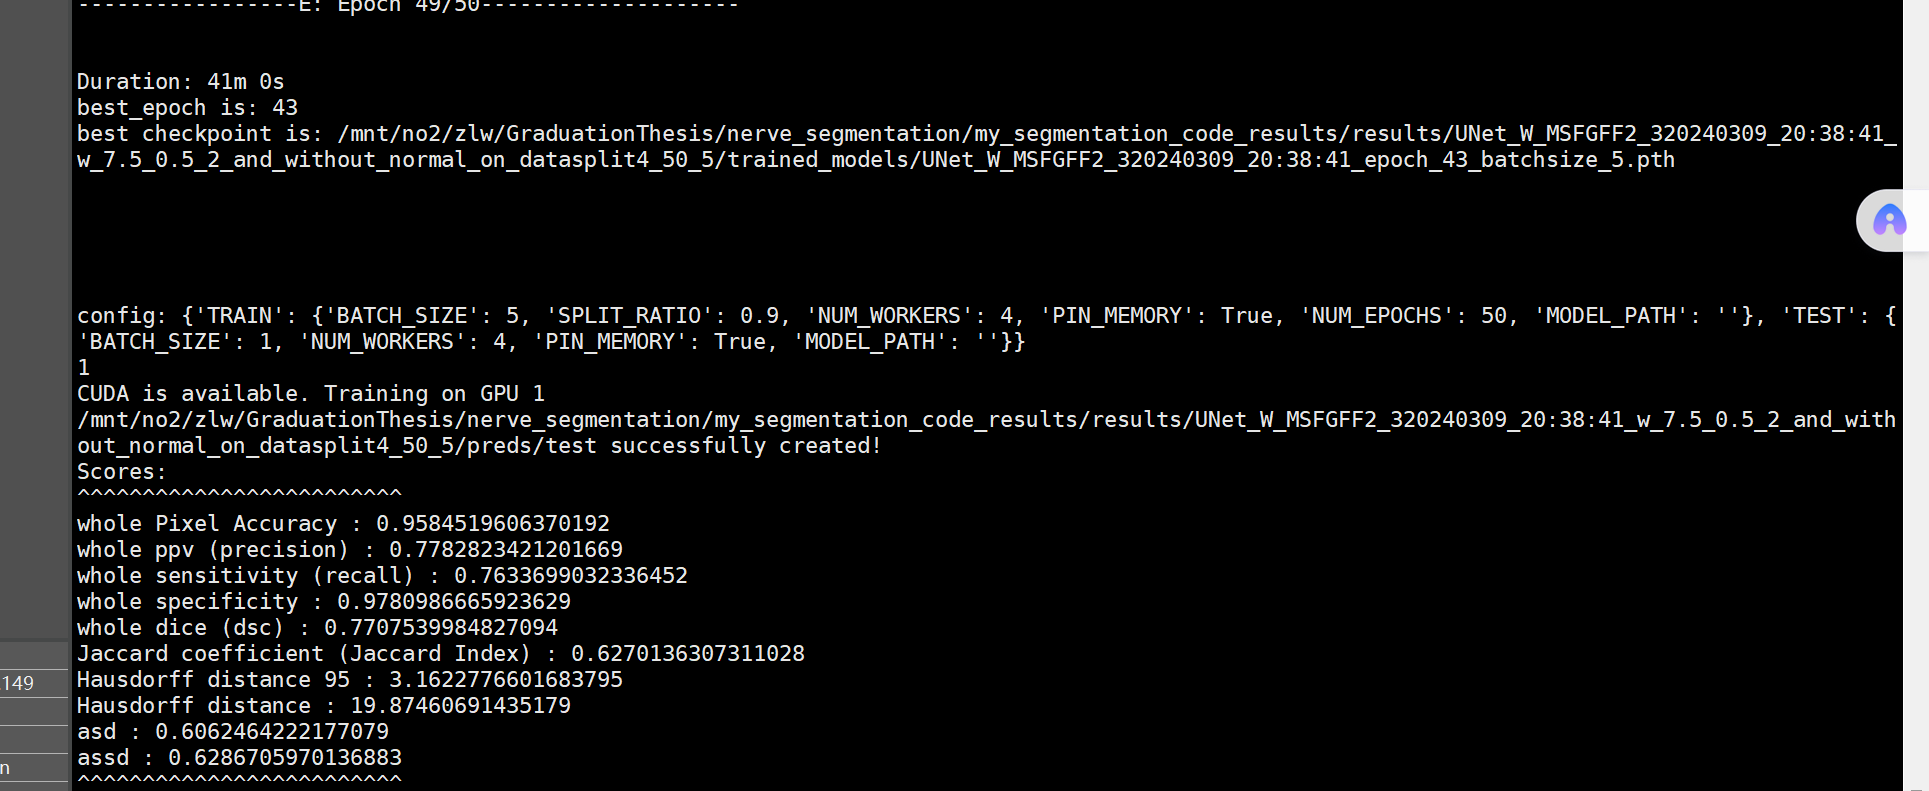 -----------------E: Epoch 49/50--------------------
Duration: 41m 0s
best_epoch is: 43
best checkpoint is: /mnt/no2/zlw/GraduationThesis/nerve_segmentation/my_segmentation_code_results/results/UNet_W_MSFGFF2_320240309_20:38:41_
w_7.5_0.5_2_and_without_normal_on_datasplit4_50_5/trained_models/UNet_W_MSFGFF2_320240309_20:38:41_epoch_43_batchsize_5.pth
config: {'TRAIN': {'BATCH_SIZE': 5, 'SPLIT_RATIO': 0.9, 'NUM_WORKERS': 4, 'PIN_MEMORY': True, 'NUM_EPOCHS': 50, 'MODEL_PATH': ''}, 'TEST': {
'BATCH_SIZE': 1, 'NUM_WORKERS': 4, 'PIN_MEMORY': True, 'MODEL_PATH': ''}}
1
CUDA is available. Training on GPU 1
/mnt/no2/zlw/GraduationThesis/nerve_segmentation/my_segmentation_code_results/results/UNet_W_MSFGFF2_320240309_20:38:41_w_7.5_0.5_2_and_with
out_normal_on_datasplit4_50_5/preds/test successfully created!
Scores:
^^^^^^^^^^^^^^^^^^^^^^^^^
whole Pixel Accuracy : 0.9584519606370192
whole ppv (precision) : 0.7782823421201669
whole sensitivity (recall) : 0.7633699032336452
whole specificity : 0.9780986665923629
whole dice (dsc) : 0.7707539984827094
Jaccard coefficient (Jaccard Index) : 0.6270136307311028
Hausdorff distance 95 : 3.1622776601683795
Hausdorff distance : 19.87460691435179
asd : 0.6062464222177079
assd : 0.6286705970136883
^^^^^^^^^^^^^^^^^^^^^^^^^
.149
n